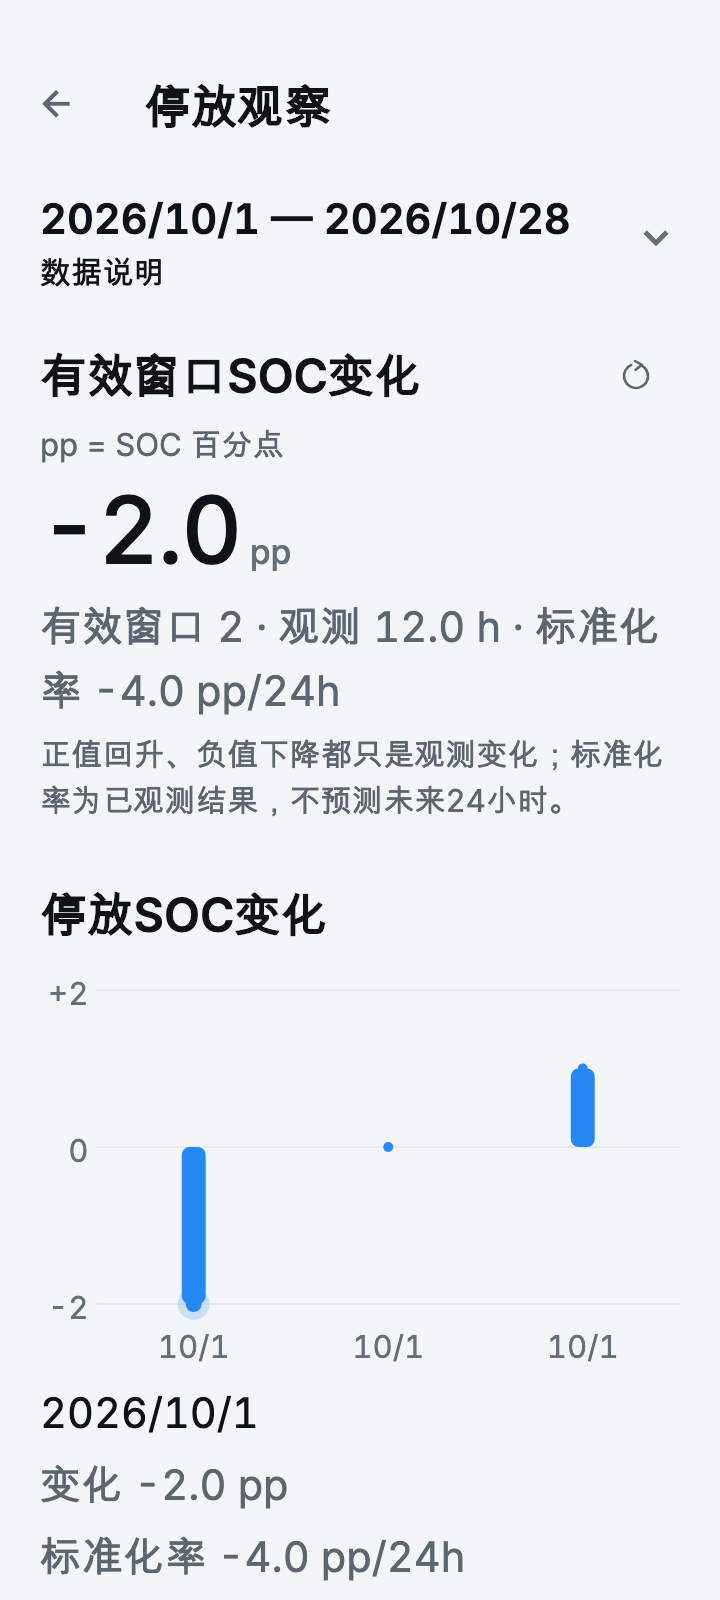 停放观察
2026/10/1 — 2026/10/28
数据说明
有效窗口SOC变化
pp = SOC 百分点
-2.0 pp
有效窗口 2 · 观测 12.0 h · 标准化
率 -4.0 pp/24h
正值回升、负值下降都只是观测变化；标准化
率为已观测结果，不预测未来24小时。
停放SOC变化
+2
0
-2
10/1 10/1 10/1
2026/10/1
变化 -2.0 pp
标准化率 -4.0 pp/24h